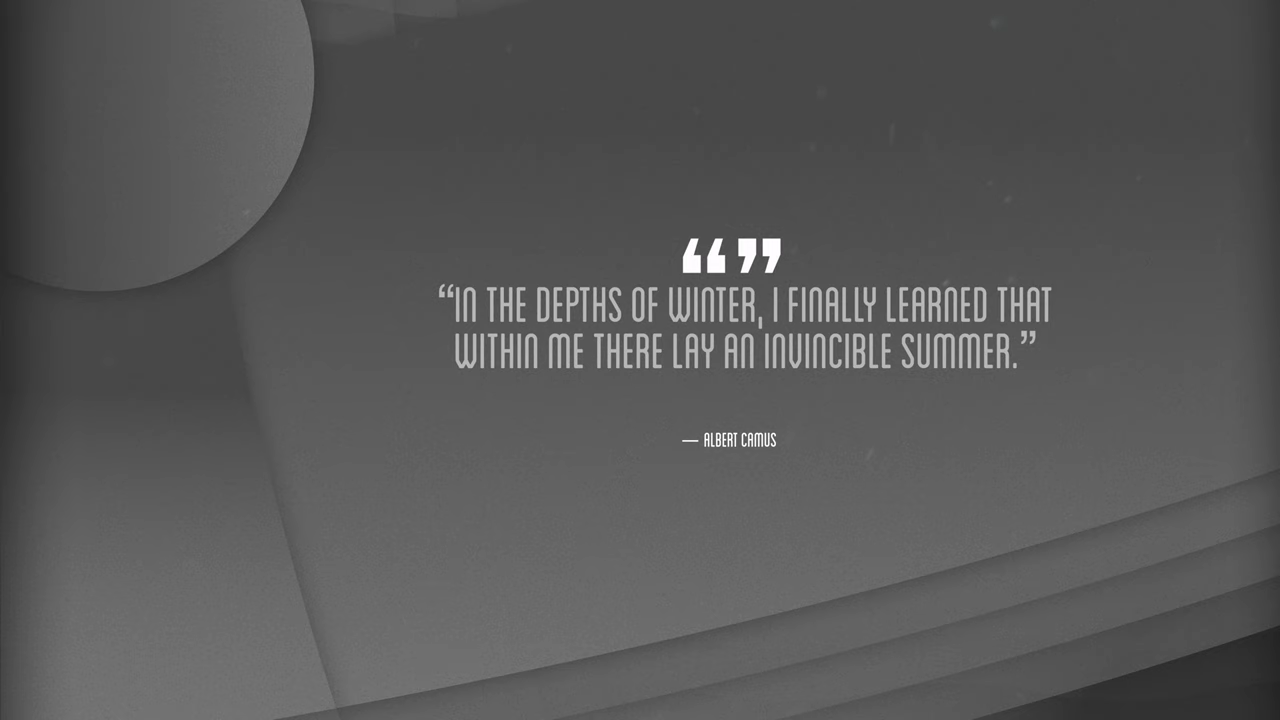 “”
“IN THE DEPTHS OF WINTER, I FINALLY LEARNED THAT
WITHIN ME THERE LAY AN INVINCIBLE SUMMER.”
— ALBERT CAMUS